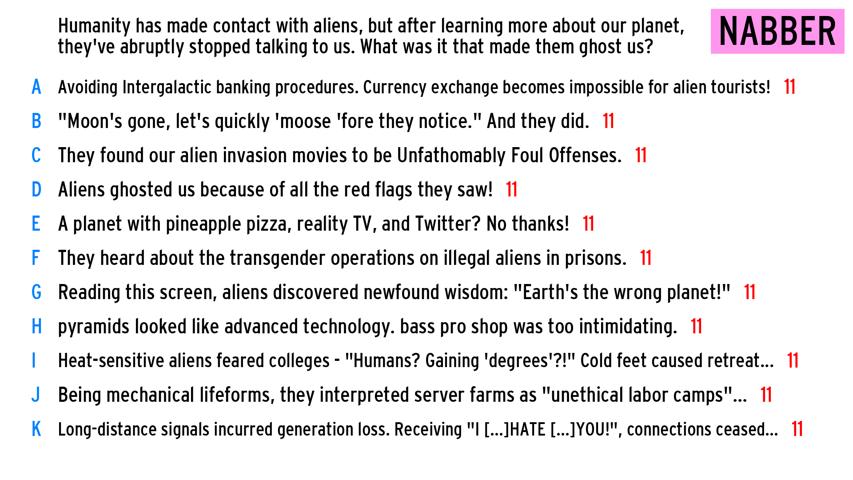 Humanity has made contact with aliens, but after learning more about our planet,
they've abruptly stopped talking to us. What was it that made them ghost us?
NABBER
A Avoiding Intergalactic banking procedures. Currency exchange becomes impossible for alien tourists! 11
B "Moon's gone, let's quickly 'moose 'fore they notice." And they did. 11
C They found our alien invasion movies to be Unfathomably Foul Offenses. 11
D Aliens ghosted us because of all the red flags they saw! 11
E A planet with pineapple pizza, reality TV, and Twitter? No thanks! 11
F They heard about the transgender operations on illegal aliens in prisons. 11
G Reading this screen, aliens discovered newfound wisdom: "Earth's the wrong planet!" 11
H pyramids looked like advanced technology. bass pro shop was too intimidating. 11
I Heat-sensitive aliens feared colleges - "Humans? Gaining 'degrees'?!" Cold feet caused retreat... 11
J Being mechanical lifeforms, they interpreted server farms as "unethical labor camps"... 11
K Long-distance signals incurred generation loss. Receiving "I [...]HATE [...]YOU!", connections ceased... 11